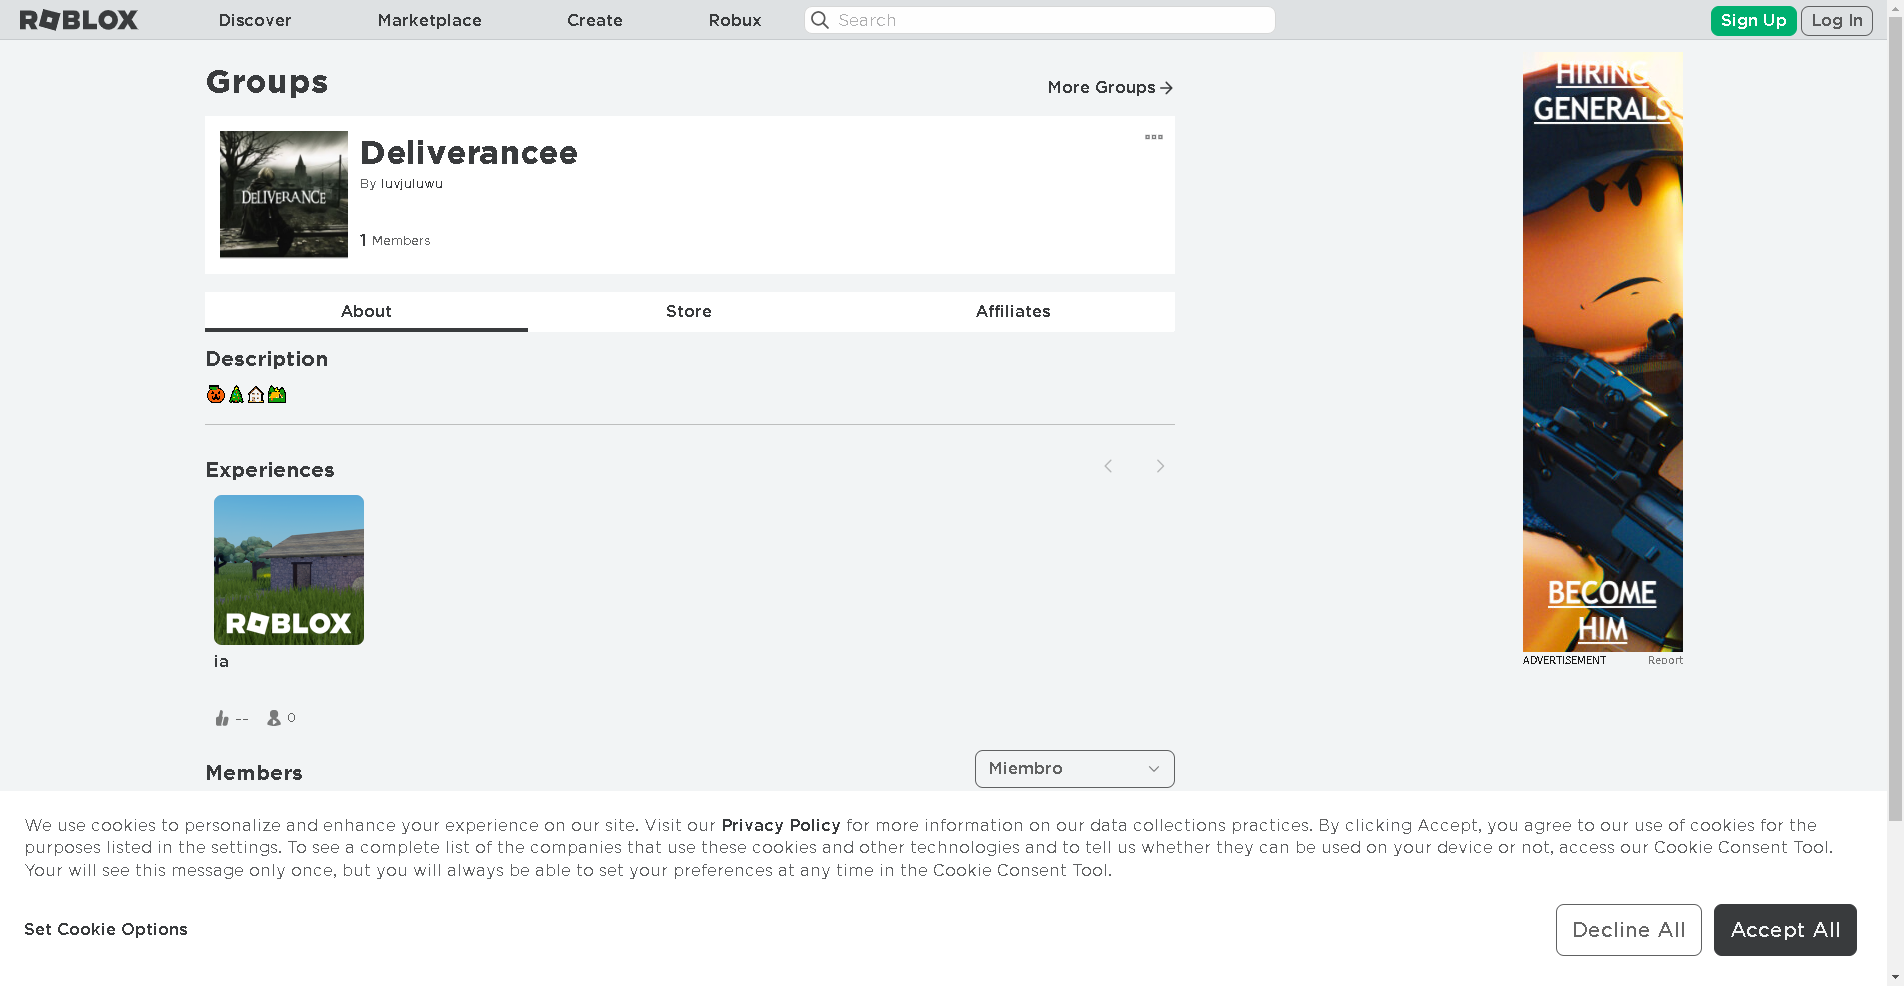 ROBLOX
Discover
Marketplace
Create
Robux
Search
Sign Up
Log In
Groups
More Groups
DELIVERANCE
Deliverancee
By luvjuluwu
1 Members
About
Store
Affiliates
Description
Experiences
ROBLOX
ia
--
0
Members
Miembro
HIRING
GENERALS
BECOME
HIM
ADVERTISEMENT
Report
We use cookies to personalize and enhance your experience on our site. Visit our Privacy Policy for more information on our data collections practices. By clicking Accept, you agree to our use of cookies for the
purposes listed in the settings. To see a complete list of the companies that use these cookies and other technologies and to tell us whether they can be used on your device or not, access our Cookie Consent Tool.
Your will see this message only once, but you will always be able to set your preferences at any time in the Cookie Consent Tool.
Set Cookie Options
Decline All
Accept All